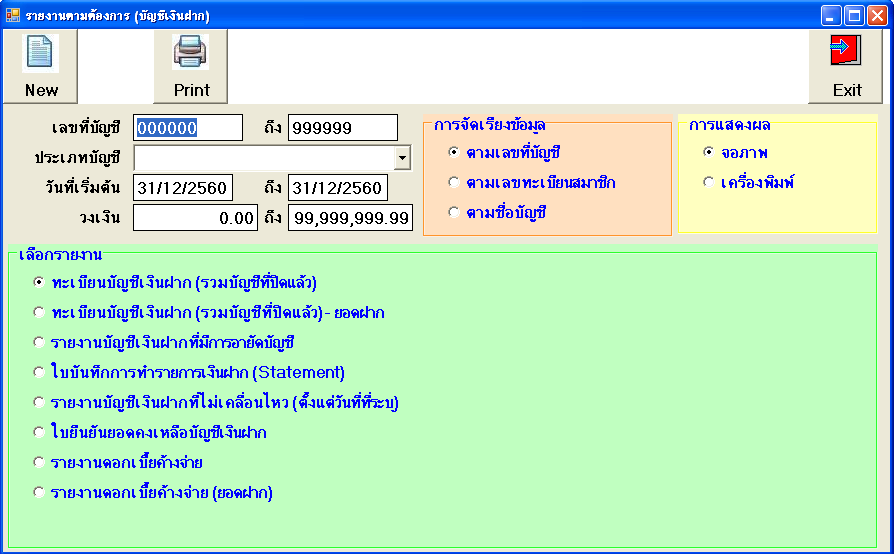 รายงานตามต้องการ (บัญชีเงินฝาก)
New Print Exit
เลขที่บัญชี 000000 ถึง 999999
ประเภทบัญชี
วันที่เริ่มต้น 31/12/2560 ถึง 31/12/2560
วงเงิน 0.00 ถึง 99,999,999.99
การจัดเรียงข้อมูล
ตามเลขที่บัญชี
ตามเลขทะเบียนสมาชิก
ตามชื่อบัญชี
การแสดงผล
จอภาพ
เครื่องพิมพ์
เลือกรายงาน
ทะเบียนบัญชีเงินฝาก (รวมบัญชีที่ปิดแล้ว)
ทะเบียนบัญชีเงินฝาก (รวมบัญชีที่ปิดแล้ว) - ยอดฝาก
รายงานบัญชีเงินฝากที่มีการอายัดบัญชี
ใบบันทึกการทำรายการเงินฝาก (Statement)
รายงานบัญชีเงินฝากที่ไม่เคลื่อนไหว (ตั้งแต่วันที่ที่ระบุ)
ใบยืนยันยอดคงเหลือบัญชีเงินฝาก
รายงานดอกเบี้ยค้างจ่าย
รายงานดอกเบี้ยค้างจ่าย (ยอดฝาก)